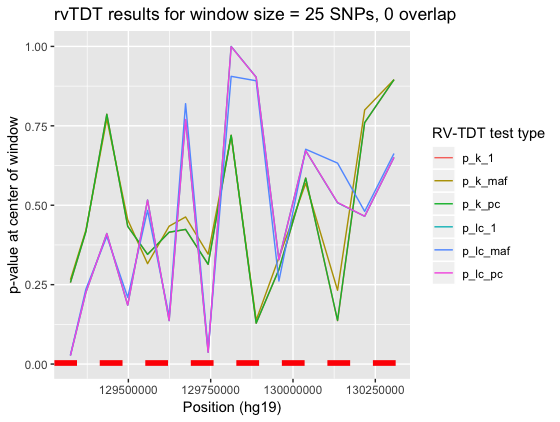 rvTDT results for window size = 25 SNPs, 0 overlap
p-value at center of window
1.00
0.75
0.50
0.25
0.00
129500000
129750000
130000000
130250000
Position (hg19)
RV-TDT test type
p_k_1
p_k_maf
p_k_pc
p_lc_1
p_lc_maf
p_lc_pc